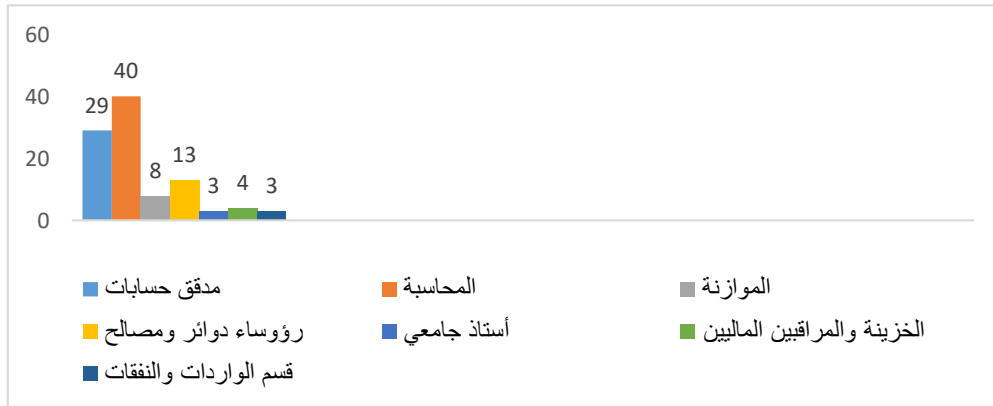 60
40
20
0
29
40
8
13
3
4
3
مدقق حسابات
المحاسبة
الموازنة
رؤوساء دوائر ومصالح
أستاذ جامعي
الخزينة والمراقبين الماليين
قسم الواردات والنفقات